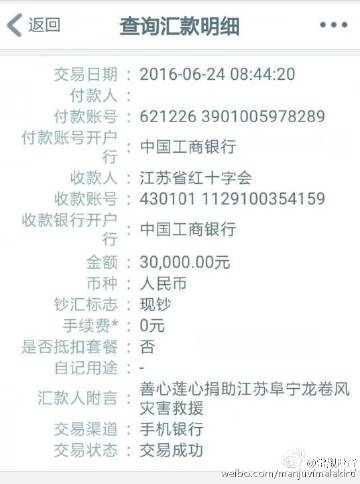 返回 查询汇款明细
交易日期： 2016-06-24 08:44:20
付款人：
付款账号： 621226 3901005978289
付款账号开户行： 中国工商银行
收款人： 江苏省红十字会
收款账号： 430101 1129100354159
收款银行开户行： 中国工商银行
金额： 30,000.00元
币种： 人民币
钞汇标志： 现钞
手续费*： 0元
是否抵扣套餐： 否
自记用途： -
汇款人附言： 善心莲心捐助江苏阜宁龙卷风
灾害救援
交易渠道： 手机银行
交易状态： 交易成功
weibo.com/manjuvimalakirti